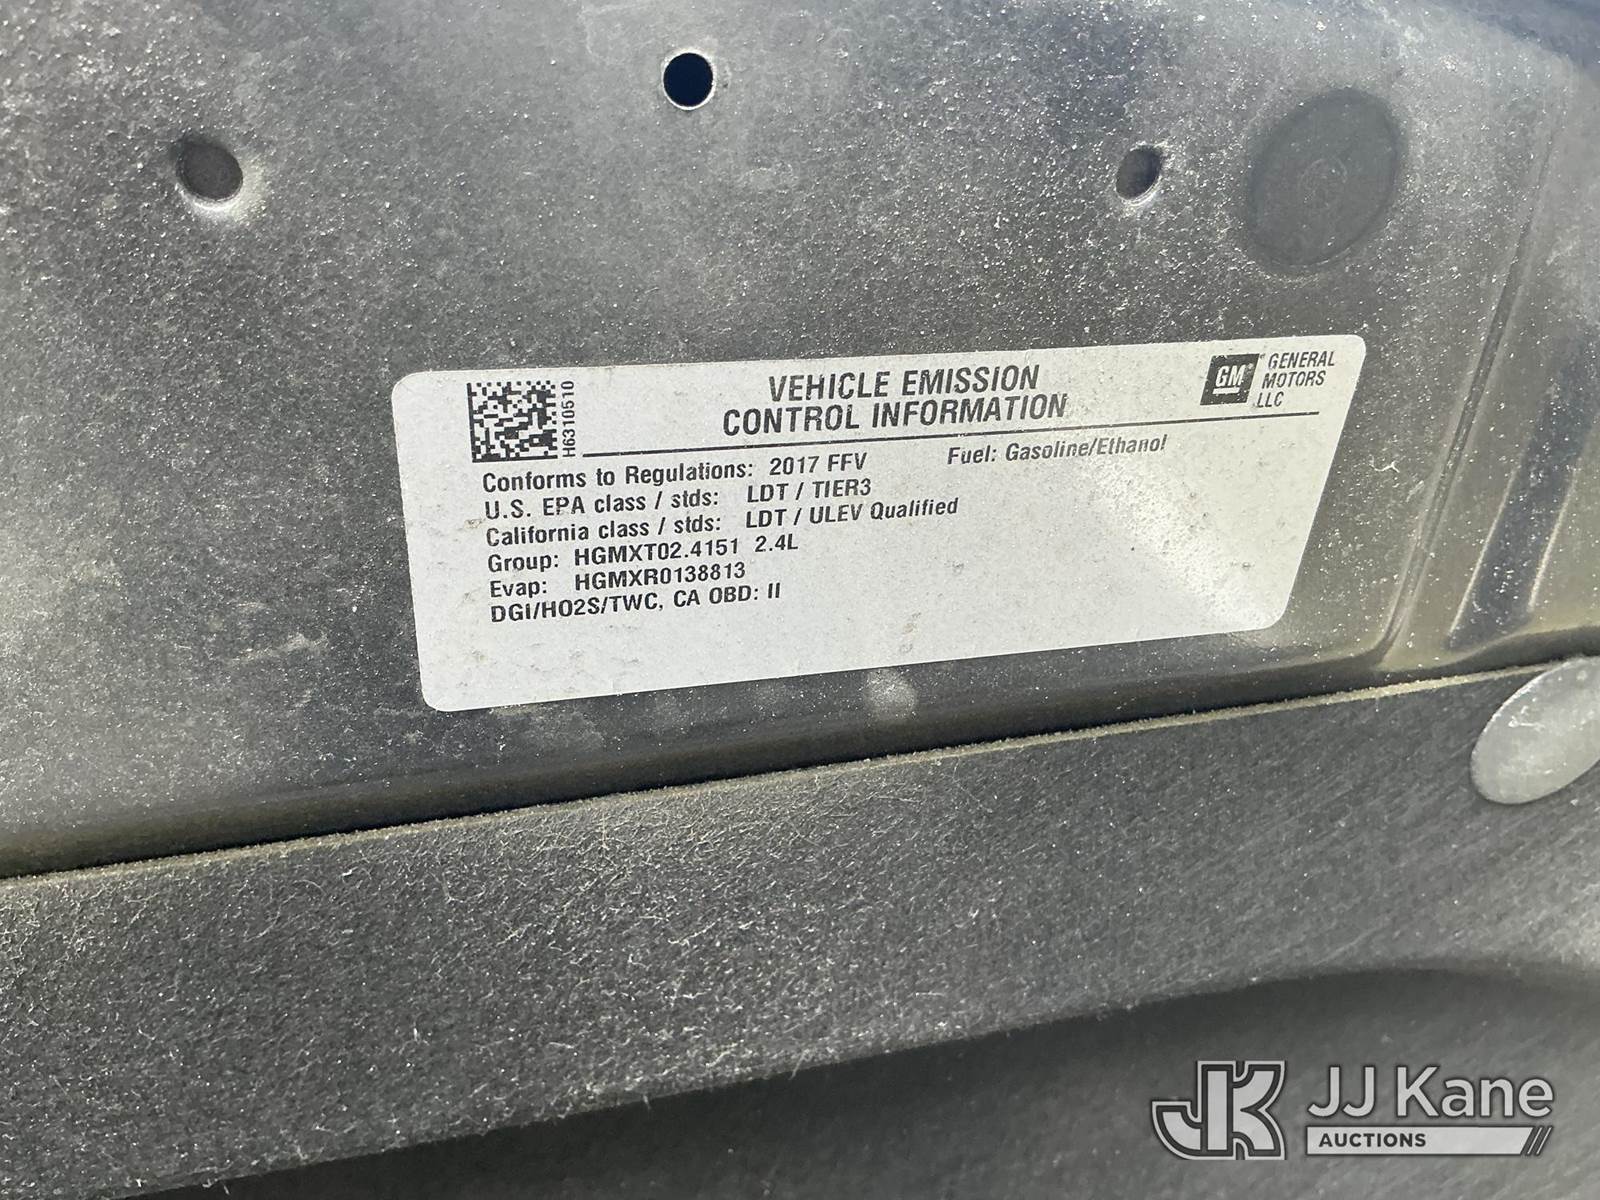 H6310510
VEHICLE EMISSION
CONTROL INFORMATION
GM
GENERAL
MOTORS
LLC
Conforms to Regulations: 2017 FFV Fuel: Gasoline/Ethanol
U.S. EPA class / stds: LDT / TIER3
California class / stds: LDT / ULEV Qualified
Group: HGMXT02.4151 2.4L
Evap: HGMXR0138813
DGI/HO2S/TWC, CA OBD: II
JK JJ Kane
AUCTIONS